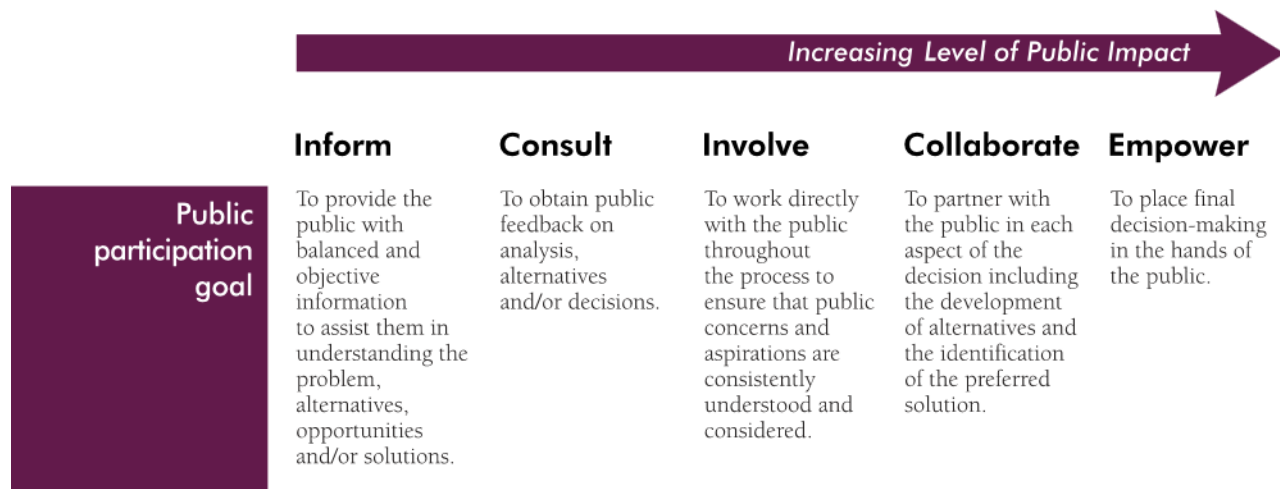 Increasing Level of Public Impact
Inform
Consult
Involve
Collaborate
Empower
Public
participation
goal
To provide the
public with
balanced and
objective
information
to assist them in
understanding the
problem,
alternatives,
opportunities
and/or solutions.
To obtain public
feedback on
analysis,
alternatives
and/or decisions.
To work directly
with the public
throughout
the process to
ensure that public
concerns and
aspirations are
consistently
understood and
considered.
To partner with
the public in each
aspect of the
decision including
the development
of alternatives and
the identification
of the preferred
solution.
To place final
decision-making
in the hands of
the public.